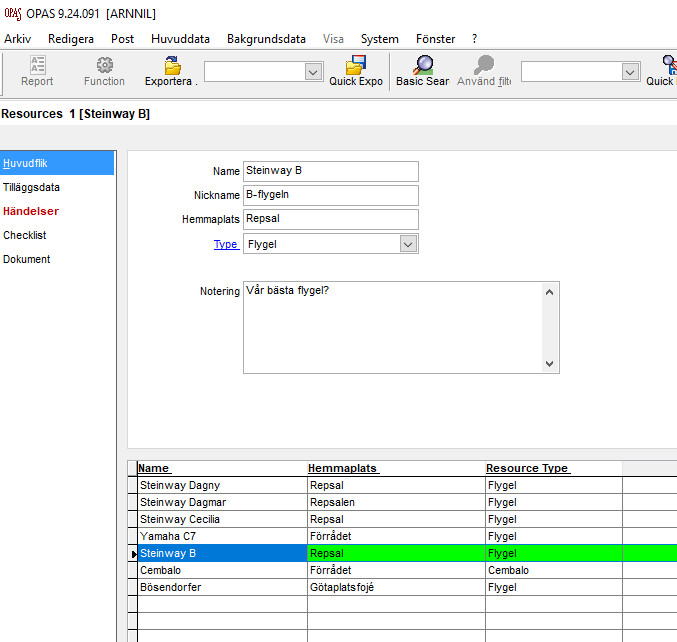 OPAS OPAS 9.24.091 [ARNNIL]
Arkiv Redigera Post Huvuddata Bakgrundsdata Visa System Fönster ?
Report Function Exportera . Quick Expo Basic Sear Använd filte Quick
Resources 1 [Steinway B]
Huvudflik
Tilläggsdata
Händelser
Checklist
Dokument
Name Steinway B
Nickname B-flygeln
Hemmaplats Repsal
Type Flygel
Notering Vår bästa flygel?
Name Hemmaplats Resource Type
Steinway Dagny Repsal Flygel
Steinway Dagmar Repsalen Flygel
Steinway Cecilia Repsal Flygel
Yamaha C7 Förrådet Flygel
Steinway B Repsal Flygel
Cembalo Förrådet Cembalo
Bösendorfer Götaplatsfojé Flygel